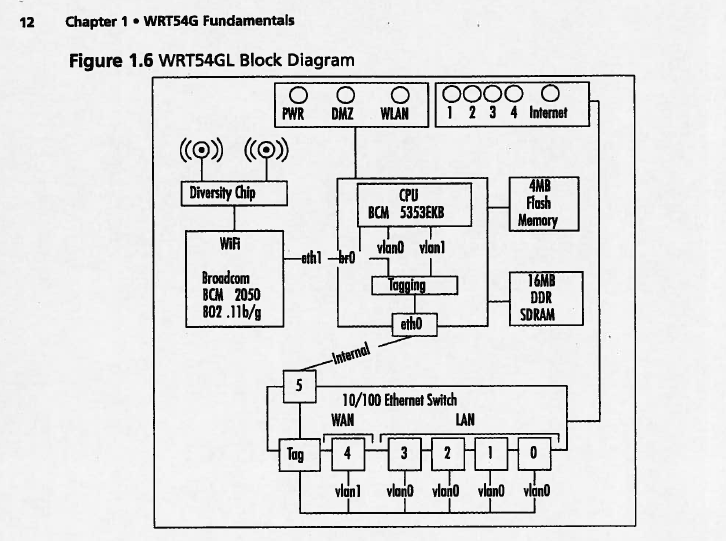 12 Chapter 1 • WRT54G Fundamentals
Figure 1.6 WRT54GL Block Diagram
PWR DMZ WLAN
1 2 3 4 Internet
Diversity Chip
CPU
BCM 5353EKB
4MB
Flash
Memory
WiFi
Broadcom
BCM 2050
802 .11b/g
eth1
br0
vlan0
vlan1
Tagging
eth0
16MB
DDR
SDRAM
Internal
5
10/100 Ethernet Switch
WAN
LAN
Tag
4
3
2
1
0
vlan1
vlan0
vlan0
vlan0
vlan0